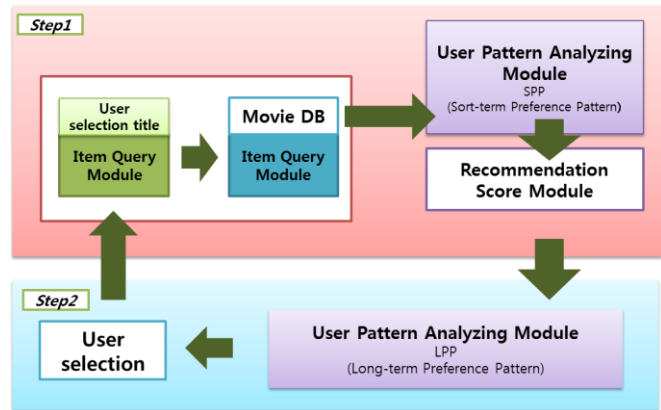 Step1
User selection title
Item Query Module
Movie DB
Item Query Module
User Pattern Analyzing
Module
SPP
(Sort-term Preference Pattern)
Recommendation
Score Module
Step2
User
selection
User Pattern Analyzing Module
LPP
(Long-term Preference Pattern)